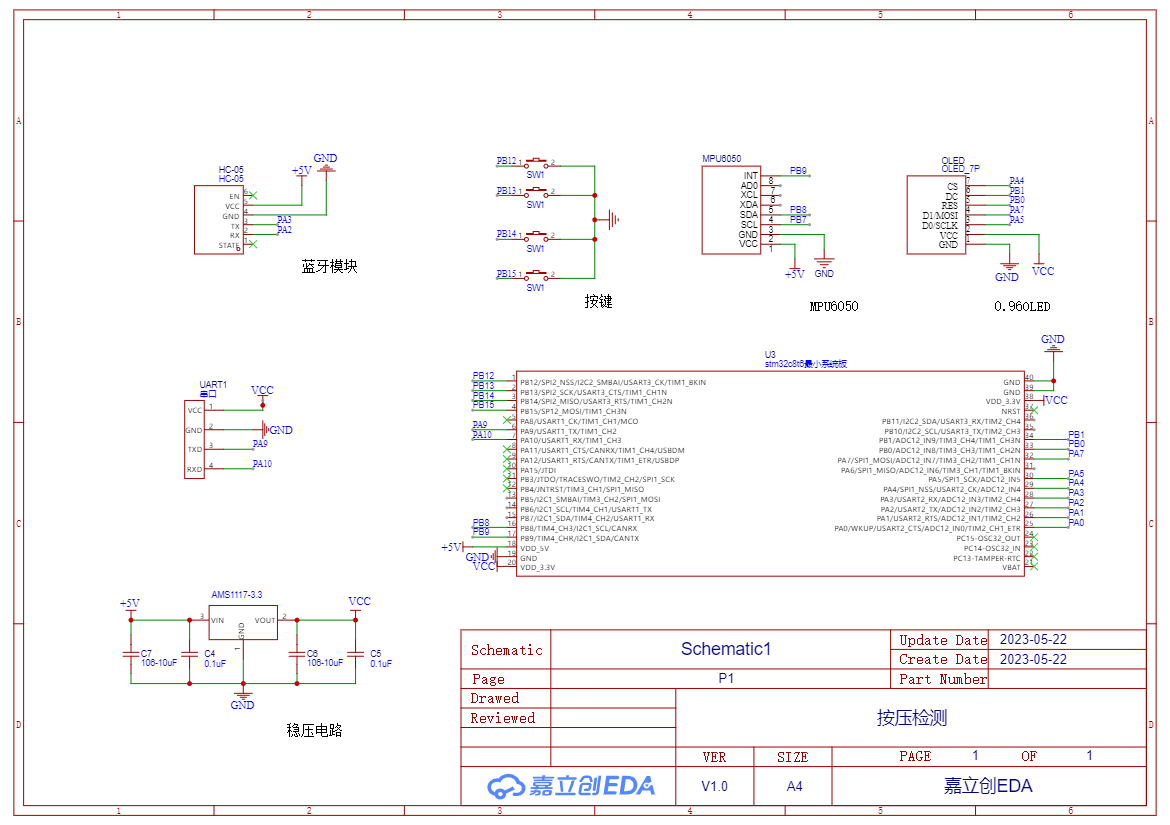 1 2 3 4 5 6
A
A
HC-05
HC-05
EN
VCC
GND
TX
RX
STATE
6
5
4
3
2
1
+5V
GND
PA3
PA2
蓝牙模块
PB12 1 2
SW1
PB13 1 2
SW1
PB14 1 2
SW1
PB15 1 2
SW1
按键
MPU6050
INT
AD0
XCL
XDA
SDA
SCL
GND
VCC
8
7
6
5
4
3
2
1
PB9
PB8
PB7
+5V
GND
MPU6050
OLED
OLED_7P
CS
DC
RES
D1/MOSI
D0/SCLK
VCC
GND
7
6
5
4
3
2
1
PA4
PB1
PB0
PA7
PA5
GND
VCC
0.96OLED
B
B
UART1
串口
VCC 1
GND 2
TXD 3
RXD 4
VCC
GND
PA9
PA10
U3
stm32c8t6最小系统板
GND
PB12 1 PB12/SPI2_NSS/I2C2_SMBAI/USART3_CK/TIM1_BKIN
PB13 2 PB13/SPI2_SCK/USART3_CTS/TIM1_CH1N
PB14 3 PB14/SPI2_MISO/USART3_RTS/TIM1_CH2N
PB15 4 PB15/SP12_MOSI/TIM1_CH3N
5 PA8/USART1_CK/TIM1_CH1/MCO
PA9 6 PA9/USART1_TX/TIM1_CH2
PA10 7 PA10/USART1_RX/TIM1_CH3
8 PA11/USART1_CTS/CANRX/TIM1_CH4/USBDM
9 PA12/USART1_RTS/CANTX/TIM1_ETR/USBDP
10 PA15/JTDI
11 PB3/JTDO/TRACESWO/TIM2_CH2/SPI1_SCK
12 PB4/JNTRST/TIM3_CH1/SPI1_MISO
13 PB5/I2C1_SMBAI/TIM3_CH2/SPI1_MOSI
14 PB6/I2C1_SCL/TIM4_CH1/USART1_TX
15 PB7/I2C1_SDA/TIM4_CH2/USART1_RX
PB8 16 PB8/TIM4_CH3/I2C1_SCL/CANRX
PB9 17 PB9/TIM4_CHR/I2C1_SDA/CANTX
+5V 18 VDD_5V
GND 19 GND
VCC 20 VDD_3.3V
GND 40
GND 39
VDD_3.3V 38 VCC
NRST 37
PB11/I2C2_SDA/USART3_RX/TIM2_CH4 36
PB10/I2C2_SCL/USART3_TX/TIM2_CH3 35
PB1/ADC12_IN9/TIM3_CH4/TIM1_CH3N 34 PB1
PB0/ADC12_IN8/TIM3_CH3/TIM1_CH2N 33 PB0
PA7/SPI1_MOSI/ADC12_IN7/TIM3_CH2/TIM1_CH1N 32 PA7
PA6/SPI1_MISO/ADC12_IN6/TIM3_CH1/TIM1_BKIN 31
PA5/SPI1_SCK/ADC12_IN5 30 PA5
PA4/SPI1_NSS/USART2_CK/ADC12_IN4 29 PA4
PA3/USART2_RX/ADC12_IN3/TIM2_CH4 28 PA3
PA2/USART2_TX/ADC12_IN2/TIM2_CH3 27 PA2
PA1/USART2_RTS/ADC12_IN1/TIM2_CH2 26 PA1
PA0/WKUP/USART2_CTS/ADC12_IN0/TIM2_CH1_ETR 25 PA0
PC15-OSC32_OUT 24
PC14-OSC32_IN 23
PC13-TAMPER-RTC 22
VBAT 21
C
C
AMS1117-3.3
+5V
VCC
3 VIN VOUT 2
GND
1
C7
106-10uF
C4
0.1uF
C6
106-10uF
C5
0.1uF
GND
稳压电路
D
D
Schematic
Schematic1
Update Date 2023-05-22
Create Date 2023-05-22
Page
P1
Part Number
Drawed
Reviewed
按压检测
VER SIZE PAGE 1 OF 1
嘉立创EDA
V1.0 A4 嘉立创EDA
1 2 3 4 5 6